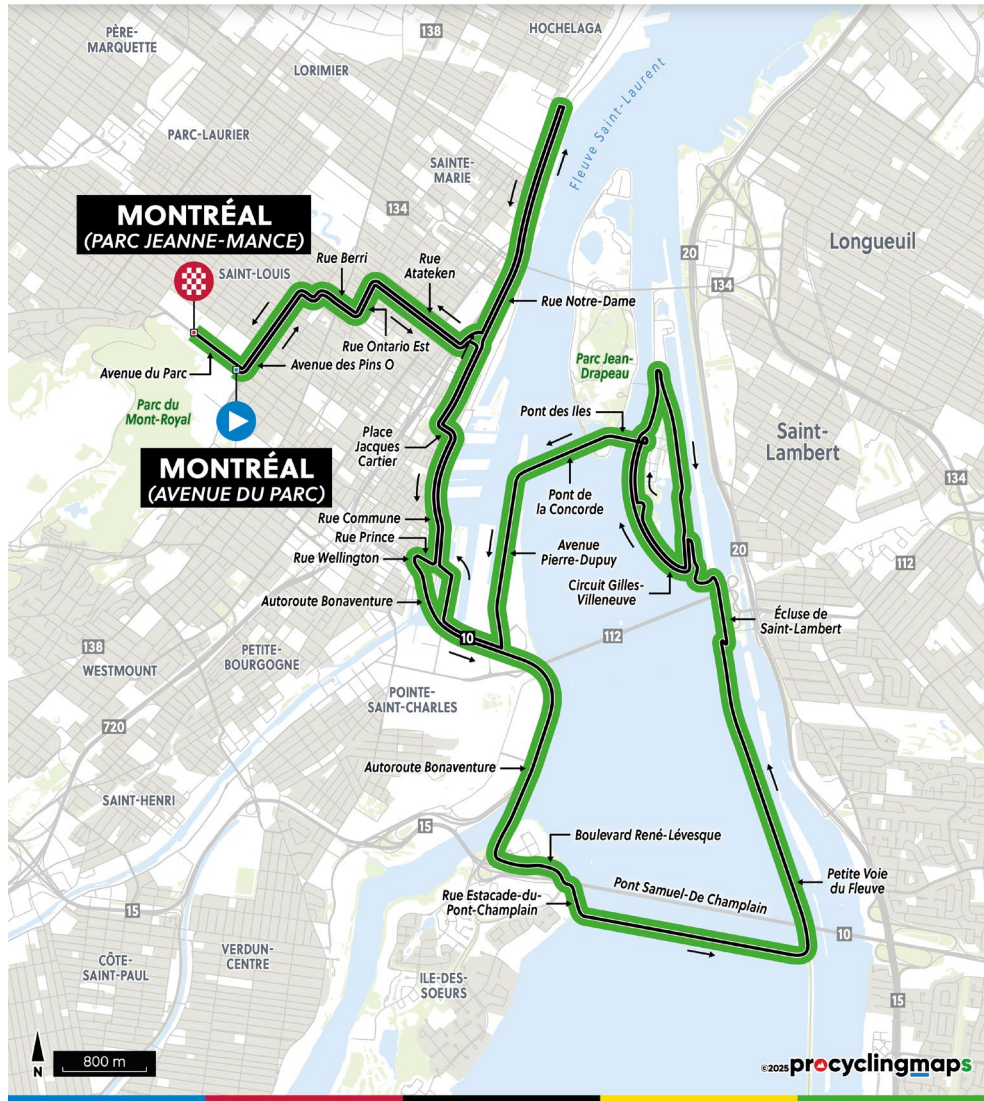 138
HOCHELAGA
PÈRE-
MARQUETTE
LORIMIER
Fleuve Saint-Laurent
PARC-LAURIER
SAINTE-
MARIE
134
MONTRÉAL
(PARC JEANNE-MANCE)
Longueuil
20
SAINT-LOUIS
Rue Berri
Rue
Atateken
134
Rue Notre-Dame
Rue Ontario Est
Avenue des Pins O
Avenue du Parc
Parc Jean-
Drapeau
Parc du
Mont-Royal
Pont des Iles
Place
Jacques
Cartier
Saint-
Lambert
MONTRÉAL
(AVENUE DU PARC)
134
Pont de
la Concorde
Rue Commune
Rue Prince
Rue Wellington
Avenue
Pierre-Dupuy
20
112
Circuit Gilles-
Villeneuve
Autoroute Bonaventure
Écluse de
Saint-Lambert
10
112
138
WESTMOUNT
PETITE-
BOURGOGNE
POINTE-
SAINT-CHARLES
720
Autoroute Bonaventure
SAINT-HENRI
15
Boulevard René-Lévesque
Petite Voie
du Fleuve
Pont Samuel-De Champlain
Rue Estacade-du-
Pont-Champlain
15
10
VERDUN-
CENTRE
CÔTE-
SAINT-PAUL
ILE-DES-
SOEURS
15
N
800 m
©2025 procyclingmaps